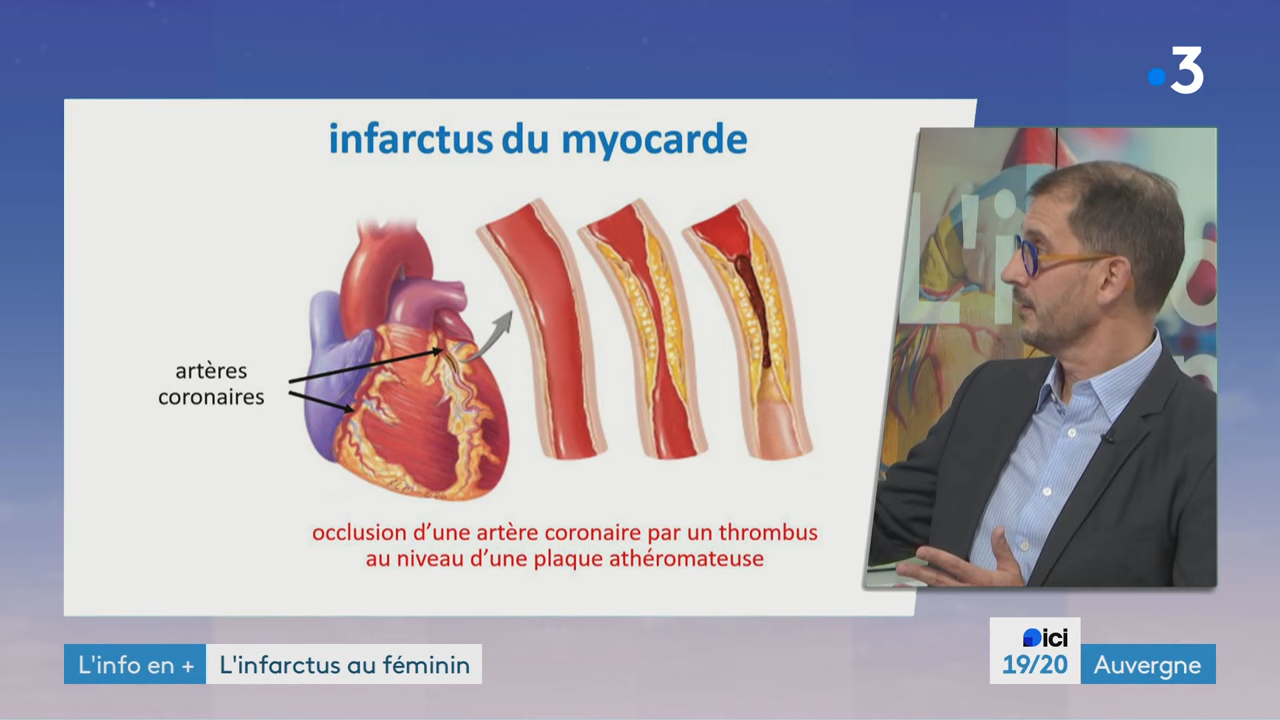 3
infarctus du myocarde
L'i
artères
coronaires
occlusion d'une artère coronaire par un thrombus
au niveau d'une plaque athéromateuse
L'info en + L'infarctus au féminin
ici
19/20 Auvergne